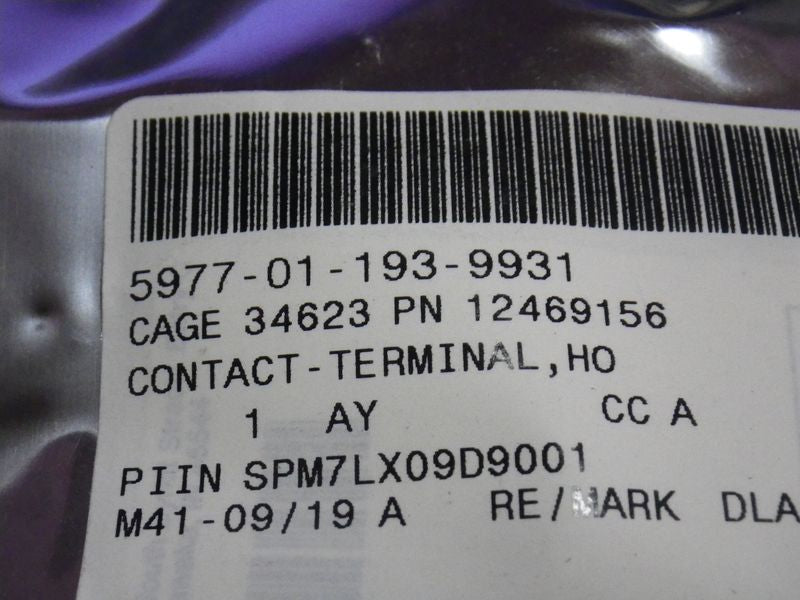 5977-01-193-9931
CAGE 34623 PN 12469156
CONTACT-TERMINAL,HO
1 AY CC A
PIIN SPM7LX09D9001
M41-09/19 A RE/MARK DLA